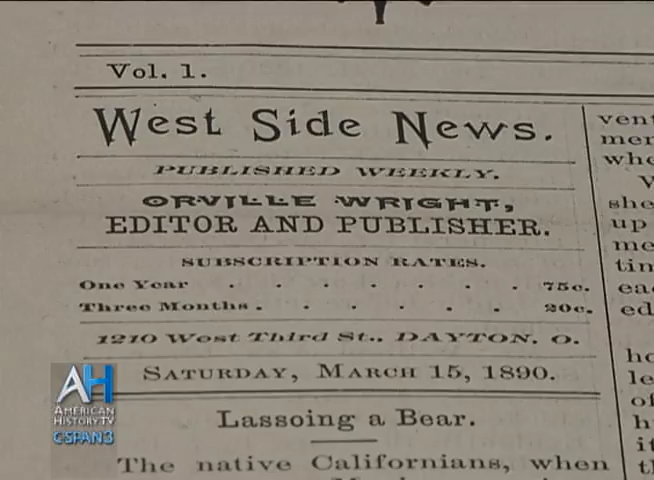 Vol. 1.
West Side News.
PUBLISHED WEEKLY.
ORVILLE WRIGHT,
EDITOR AND PUBLISHER.
SUBSCRIPTION RATES.
One Year . . . . . . . . 75c.
Three Months . . . . . . . 20c.
1210 West Third St., DAYTON, O.
SATURDAY, MARCH 15, 1890.
Lassoing a Bear.
The native Californians, when
up
AH
AMERICAN
HISTORY TV
CSPAN3